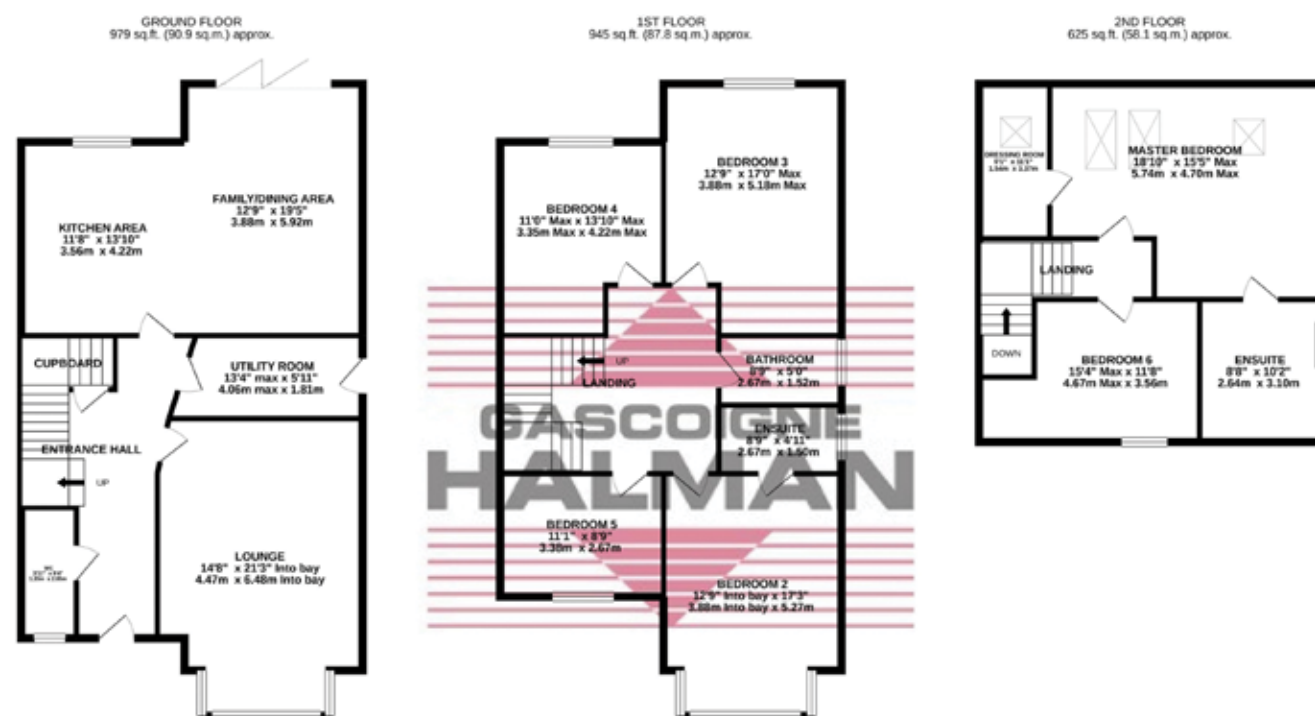 GROUND FLOOR
979 sq.ft. (90.9 sq.m.) approx.
KITCHEN AREA
11'8" x 13'10"
3.56m x 4.22m
FAMILY/DINING AREA
12'9" x 19'5"
3.88m x 5.92m
CUPBOARD
UTILITY ROOM
13'4" max x 5'11"
4.06m max x 1.81m
ENTRANCE HALL
UP
WC
LOUNGE
14'8" x 21'3" Into bay
4.47m x 6.48m Into bay
1ST FLOOR
945 sq.ft. (87.8 sq.m.) approx.
BEDROOM 4
11'0" Max x 13'10" Max
3.35m Max x 4.22m Max
BEDROOM 3
12'9" x 17'0" Max
3.88m x 5.18m Max
UP
LANDING
BATHROOM
8'9" x 5'0"
2.67m x 1.52m
ENSUITE
8'9" x 4'11"
2.67m x 1.50m
GASCOIGNE
HALMAN
BEDROOM 5
11'1" x 8'9"
3.38m x 2.67m
BEDROOM 2
12'9" Into bay x 17'3"
3.88m Into bay x 5.27m
2ND FLOOR
625 sq.ft. (58.1 sq.m.) approx.
DRESSING ROOM
MASTER BEDROOM
18'10" x 15'5" Max
5.74m x 4.70m Max
LANDING
DOWN
BEDROOM 6
15'4" Max x 11'8"
4.67m Max x 3.56m
ENSUITE
8'8" x 10'2"
2.64m x 3.10m